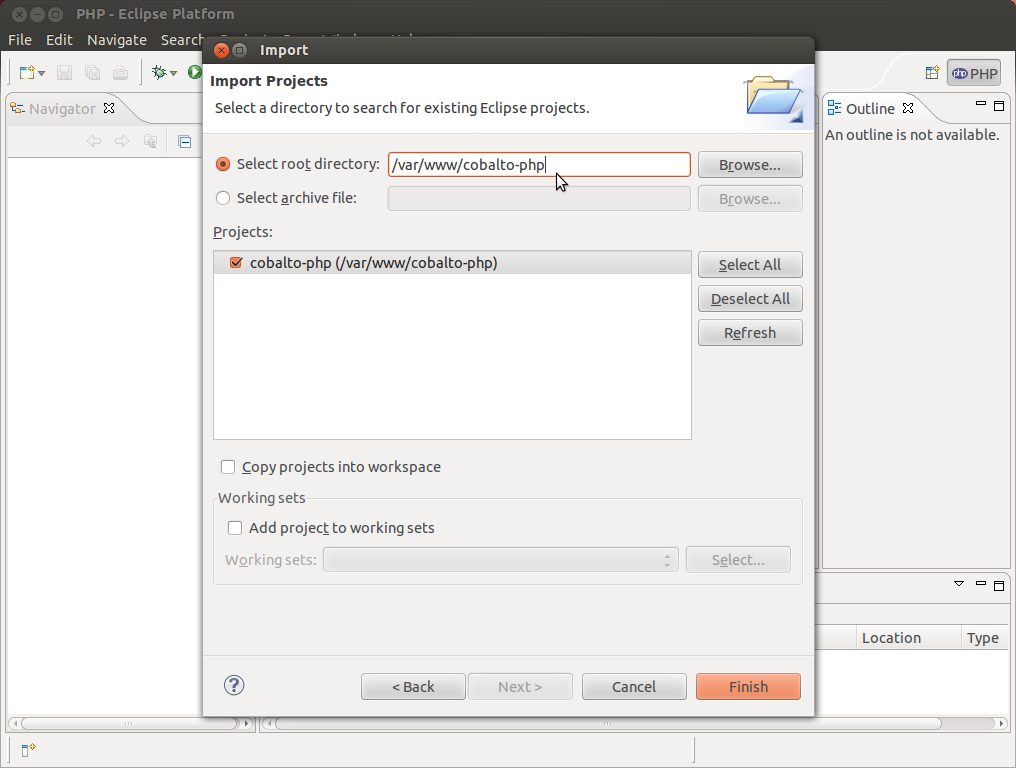 PHP - Eclipse Platform
File Edit Navigate Search
Import
Import Projects
Select a directory to search for existing Eclipse projects.
PHP
Navigator
Outline
An outline is not available.
Select root directory: /var/www/cobalto-php Browse...
Select archive file: Browse...
Projects:
cobalto-php (/var/www/cobalto-php)
Select All
Deselect All
Refresh
Copy projects into workspace
Working sets
Add project to working sets
Working sets: Select...
Location Type
? < Back Next > Cancel Finish